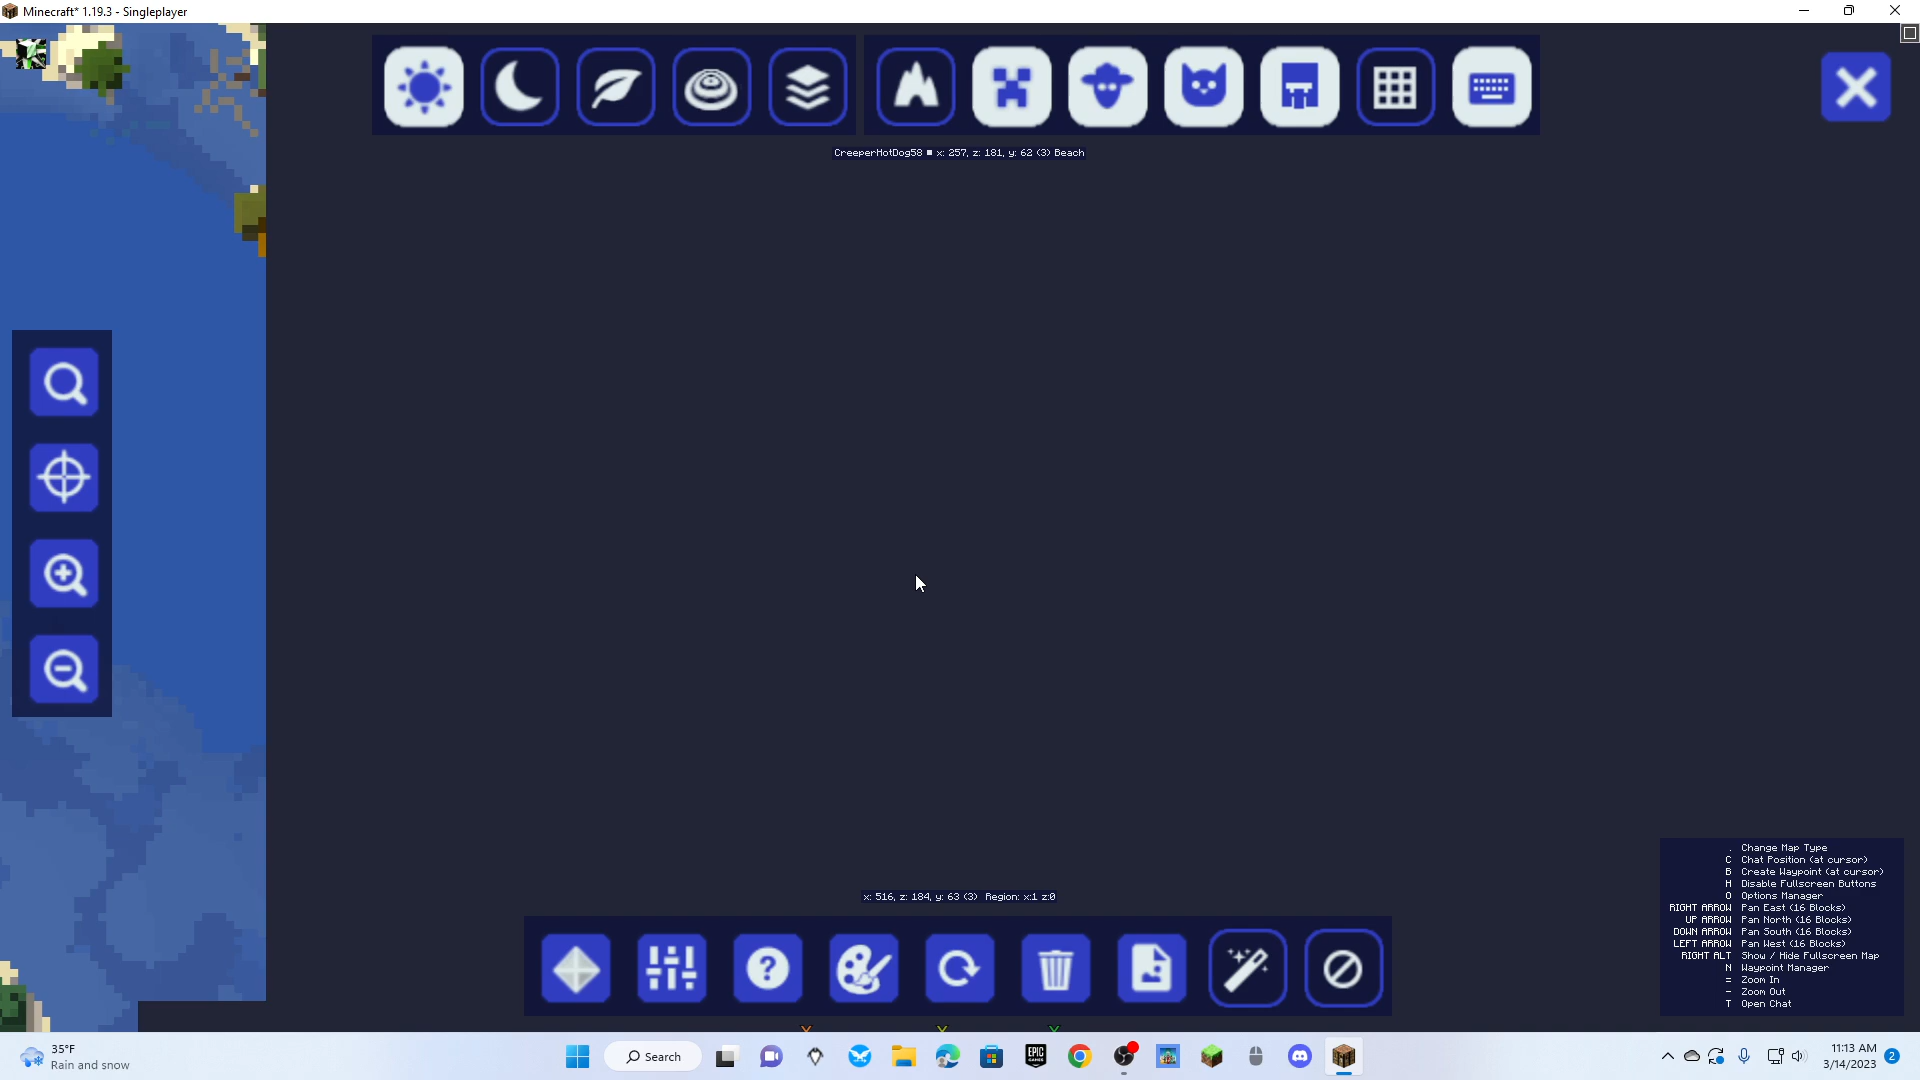 Minecraft* 1.19.3 - Singleplayer
CreeperHotDog58 ■ x: 257, z: 181, y: 62 (3) Beach
x: 516, z: 184, y: 63 (3) Region: x:1 z:0
. Change Map Type
C Chat Position (at cursor)
B Create Waypoint (at cursor)
H Disable Fullscreen Buttons
O Options Manager
RIGHT ARROW Pan East (16 Blocks)
UP ARROW Pan North (16 Blocks)
DOWN ARROW Pan South (16 Blocks)
LEFT ARROW Pan West (16 Blocks)
RIGHT ALT Show / Hide Fullscreen Map
N Waypoint Manager
= Zoom In
- Zoom Out
T Open Chat
35°F
Rain and snow
Search
EPIC
GAMES
11:13 AM
3/14/2023
2